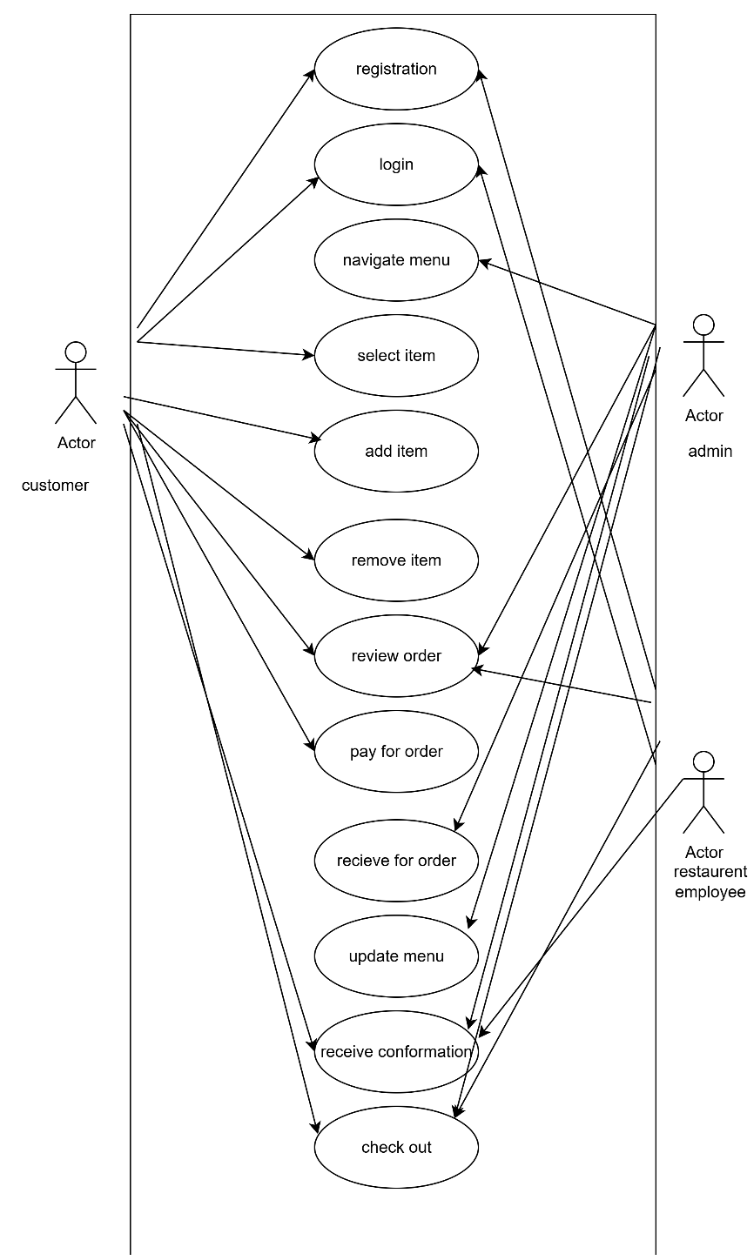 registration
login
navigate menu
select item
add item
remove item
review order
pay for order
recieve for order
update menu
receive conformation
check out
Actor
customer
Actor
admin
Actor
restaurent
employee